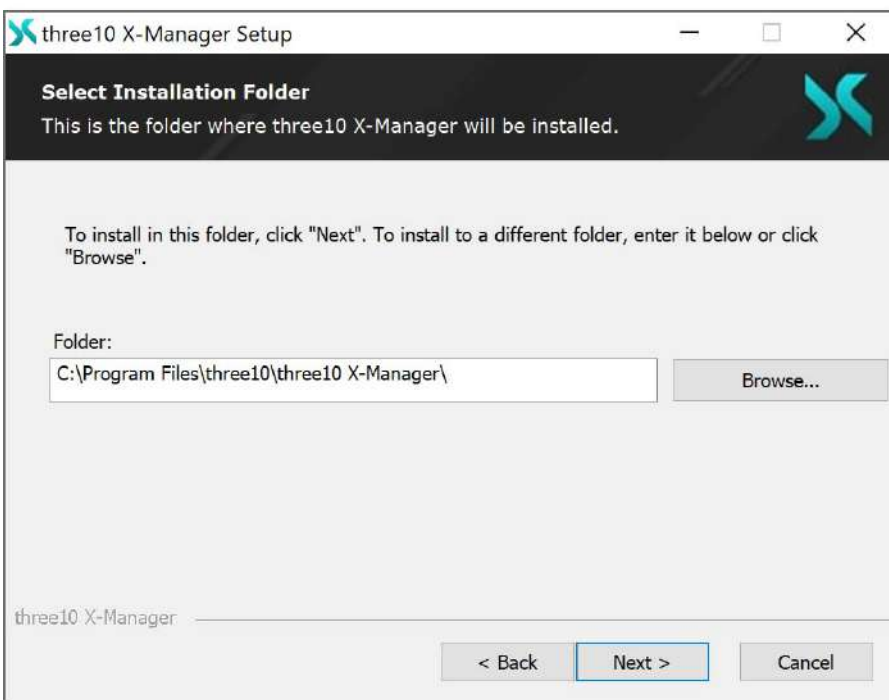 three10 X-Manager Setup
Select Installation Folder
This is the folder where three10 X-Manager will be installed.
To install in this folder, click "Next". To install to a different folder, enter it below or click
"Browse".
Folder:
C:\Program Files\three10\three10 X-Manager\
Browse...
three10 X-Manager
< Back
Next >
Cancel